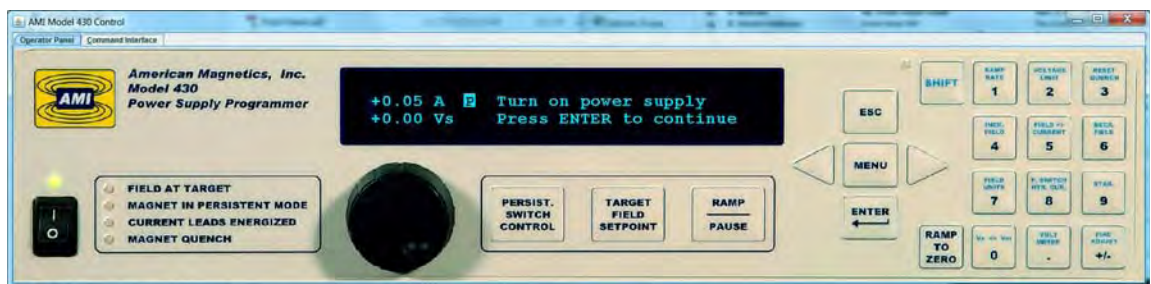 AMI Model 430 Control
Operator Panel
Command Interface
AMI
American Magnetics, Inc.
Model 430
Power Supply Programmer
+0.05 A P Turn on power supply
+0.00 Vs Press ENTER to continue
FIELD AT TARGET
MAGNET IN PERSISTENT MODE
CURRENT LEADS ENERGIZED
MAGNET QUENCH
I
O
PERSIST.
SWITCH
CONTROL
TARGET
FIELD
SETPOINT
RAMP
PAUSE
ESC
MENU
ENTER
SHIFT
RAMP
RATE
1
VOLTAGE
LIMIT
2
RESET
QUENCH
3
INCR.
FIELD
4
FIELD <>
CURRENT
5
DECR.
FIELD
6
FIELD
UNITS
7
P. SWITCH
HTR. CUR.
8
STAB.
9
RAMP
TO
ZERO
0
VOLT
METER
.
FINE
ADJUST
+/-